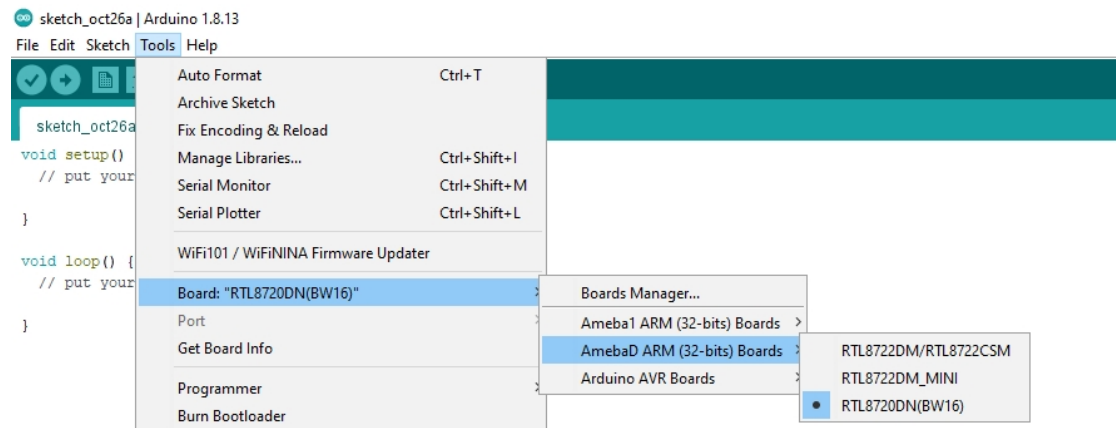 sketch_oct26a | Arduino 1.8.13
File Edit Sketch Tools Help
sketch_oct26a
void setup()
// put your
}
void loop() {
// put your
}
Auto Format Ctrl+T
Archive Sketch
Fix Encoding & Reload
Manage Libraries... Ctrl+Shift+I
Serial Monitor Ctrl+Shift+M
Serial Plotter Ctrl+Shift+L
WiFi101 / WiFiNINA Firmware Updater
Board: "RTL8720DN(BW16)"
Port
Get Board Info
Programmer
Burn Bootloader
Boards Manager...
Ameba1 ARM (32-bits) Boards
AmebaD ARM (32-bits) Boards
Arduino AVR Boards
RTL8722DM/RTL8722CSM
RTL8722DM_MINI
RTL8720DN(BW16)